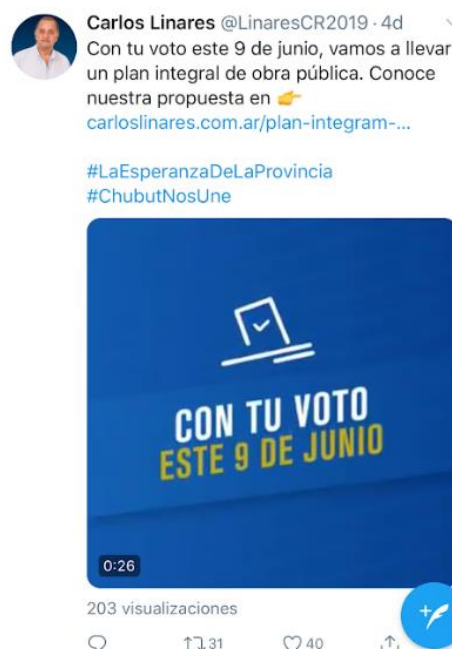 Carlos Linares @LinaresCR2019 · 4d
Con tu voto este 9 de junio, vamos a llevar
un plan integral de obra pública. Conoce
nuestra propuesta en 👉
carloslinares.com.ar/plan-integram-...
#LaEsperanzaDeLaProvincia
#ChubutNosUne
CON TU VOTO
ESTE 9 DE JUNIO
0:26
203 visualizaciones
31 40